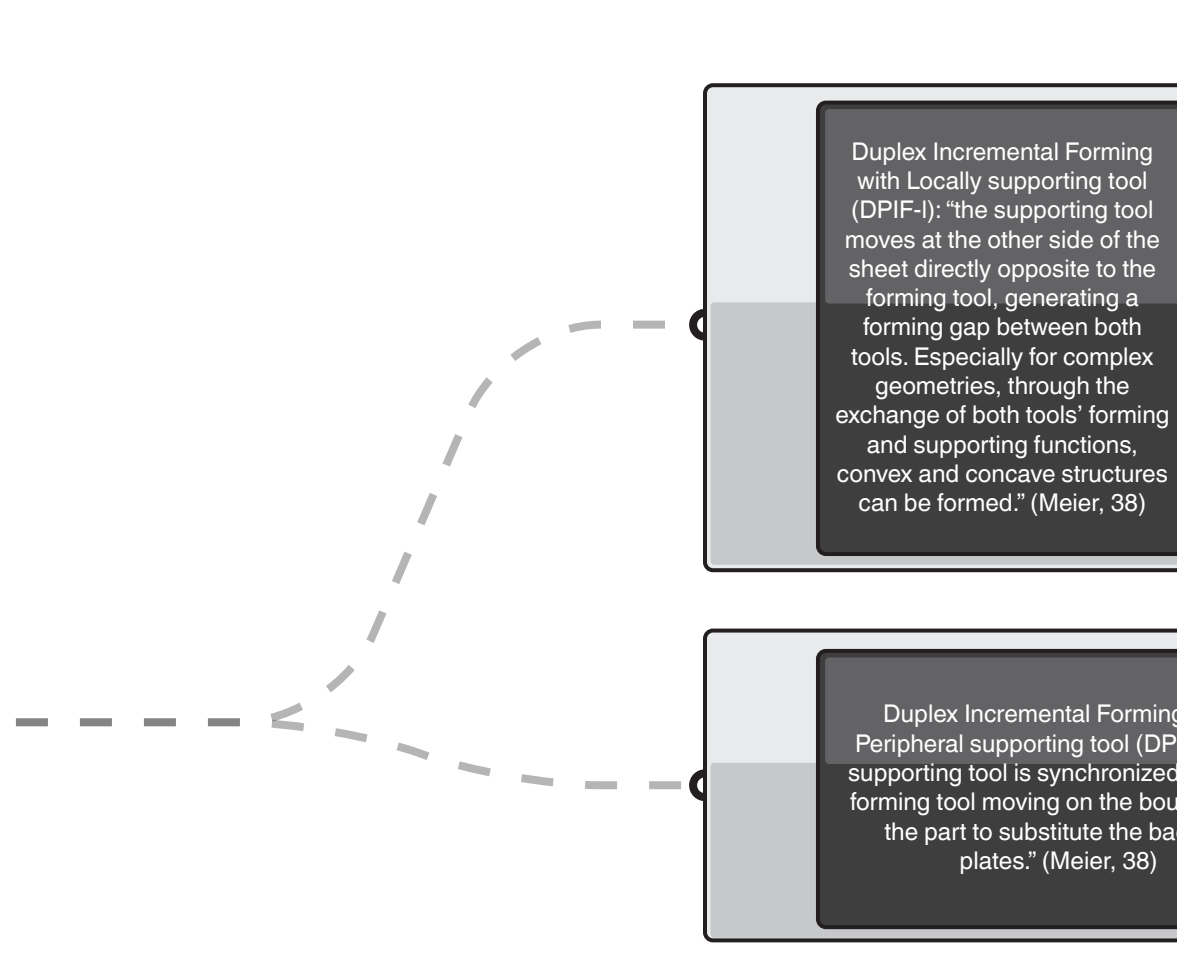 Duplex Incremental Forming
with Locally supporting tool
(DPIF-l): “the supporting tool
moves at the other side of the
sheet directly opposite to the
forming tool, generating a
forming gap between both
tools. Especially for complex
geometries, through the
exchange of both tools’ forming
and supporting functions,
convex and concave structures
can be formed.” (Meier, 38)
Duplex Incremental Forming
Peripheral supporting tool (DP
supporting tool is synchronized
forming tool moving on the
the part to substitute the
plates.” (Meier, 38)